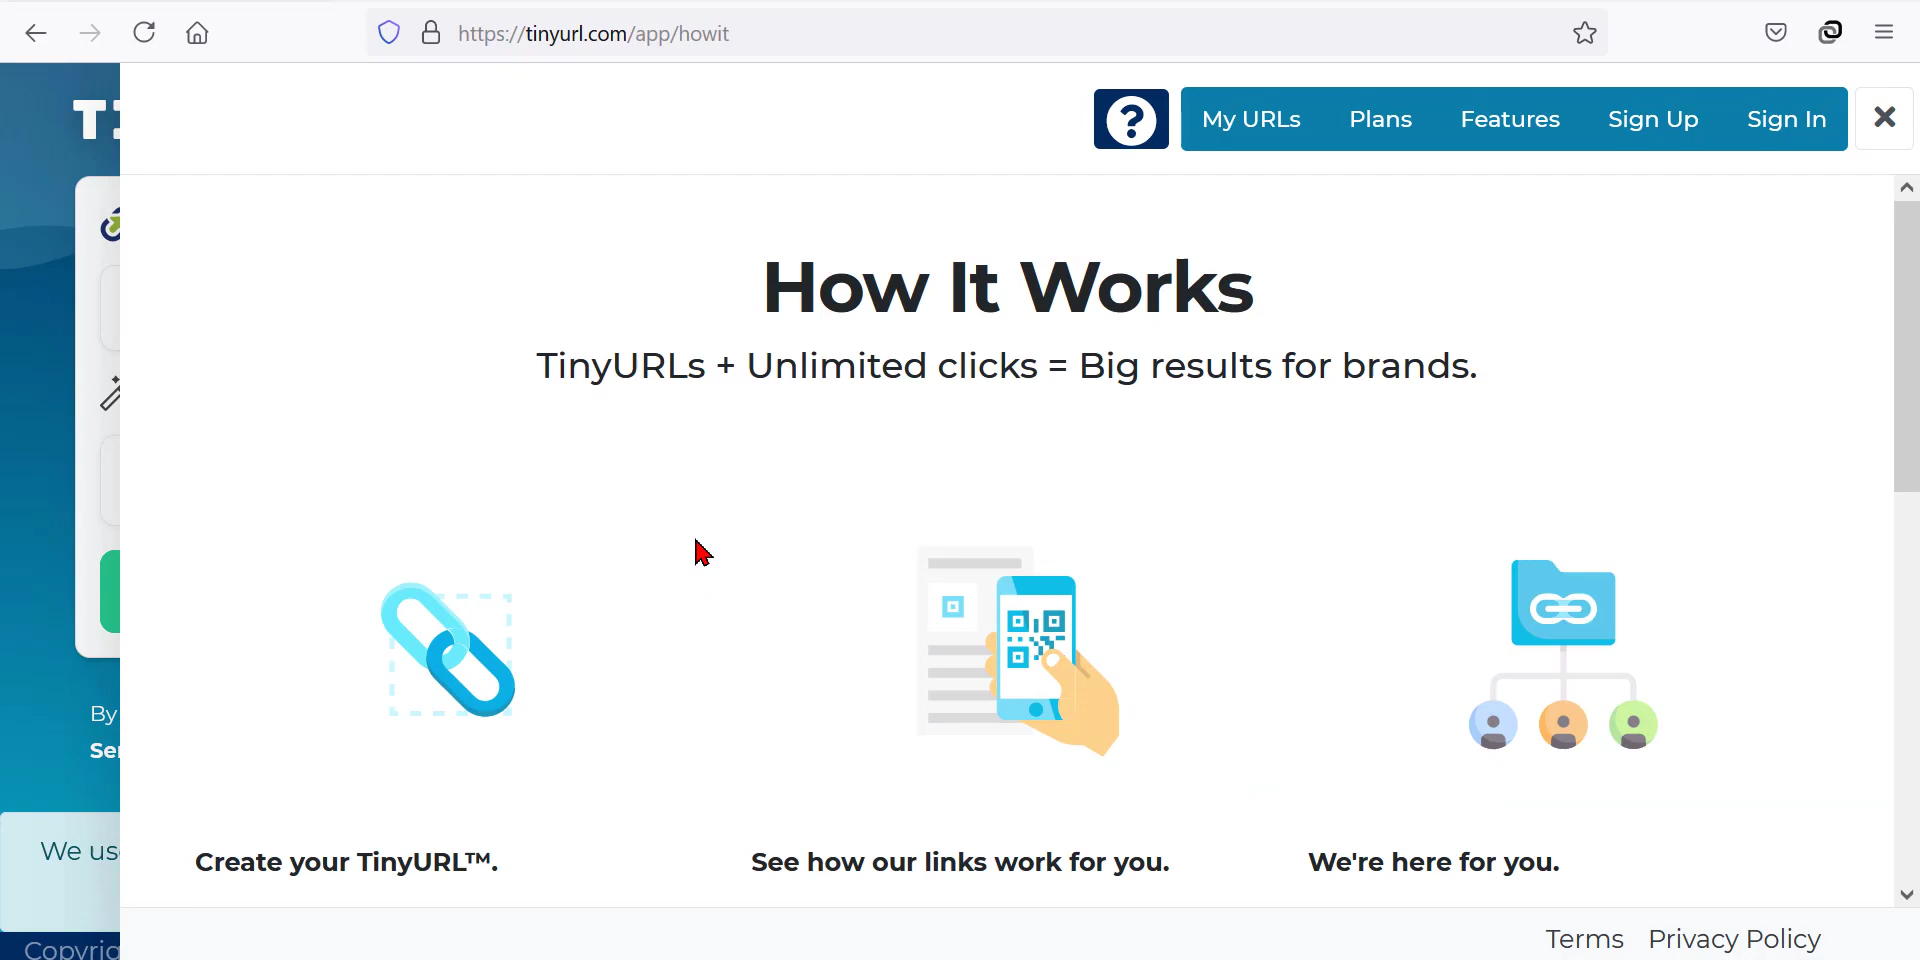 https://tinyurl.com/app/howit
My URLs Plans Features Sign Up Sign In
How It Works
TinyURLs + Unlimited clicks = Big results for brands.
By
We
Create your TinyURL™. See how our links work for you. We're here for you.
Terms Privacy Policy